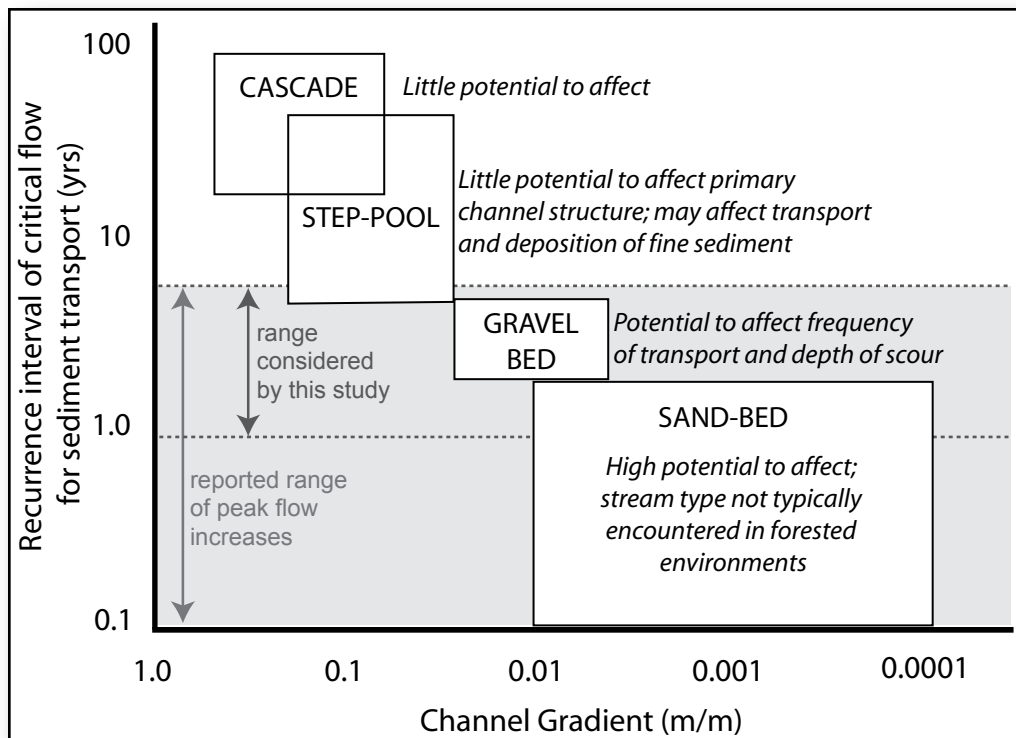 Recurrence interval of critical flow
for sediment transport (yrs)
100
10
1.0
0.1
CASCADE
Little potential to affect
STEP-POOL
Little potential to affect primary
channel structure; may affect transport
and deposition of fine sediment
GRAVEL
BED
Potential to affect frequency
of transport and depth of scour
range
considered
by this study
SAND-BED
High potential to affect;
stream type not typically
encountered in forested
environments
reported range
of peak flow
increases
1.0
0.1
0.01
0.001
0.0001
Channel Gradient (m/m)